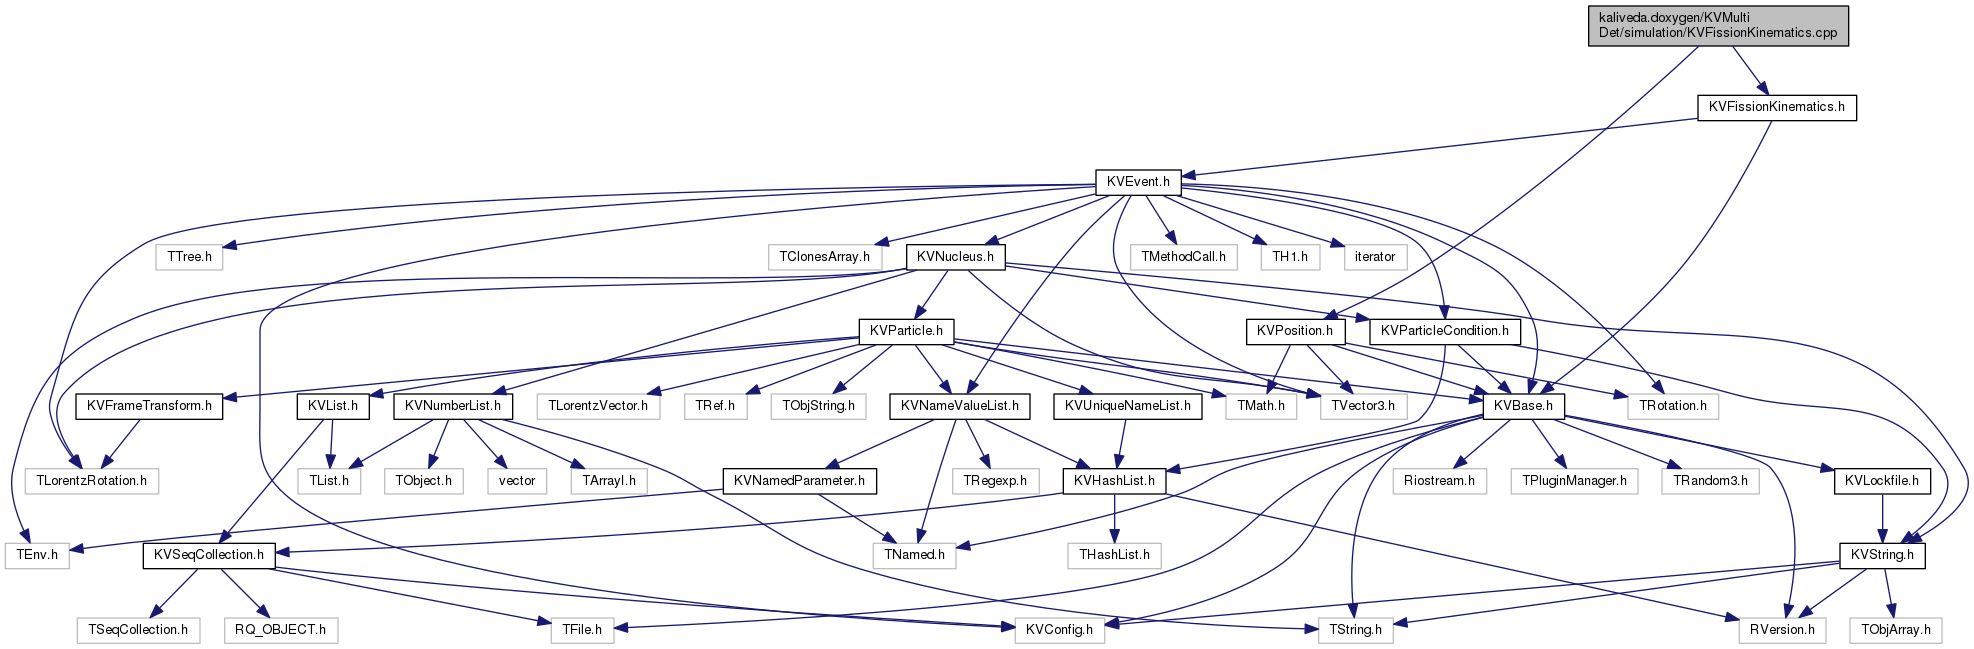 kaliveda.doxygen/KVMulti
Det/simulation/KVFissionKinematics.cpp
KVFissionKinematics.h
KVEvent.h
TTree.h
TClonesArray.h
KVNucleus.h
TMethodCall.h
TH1.h
iterator
KVParticle.h
KVPosition.h
KVParticleCondition.h
KVFrameTransform.h
KVList.h
KVNumberList.h
TLorentzVector.h
TRef.h
TObjString.h
KVNameValueList.h
KVUniqueNameList.h
TMath.h
TVector3.h
KVBase.h
TRotation.h
TLorentzRotation.h
TList.h
TObject.h
vector
TArrayI.h
KVNamedParameter.h
TRegexp.h
KVHashList.h
Riostream.h
TPluginManager.h
TRandom3.h
KVLockfile.h
TEnv.h
KVSeqCollection.h
TNamed.h
THashList.h
KVString.h
TSeqCollection.h
RQ_OBJECT.h
TFile.h
KVConfig.h
TString.h
RVersion.h
TObjArray.h